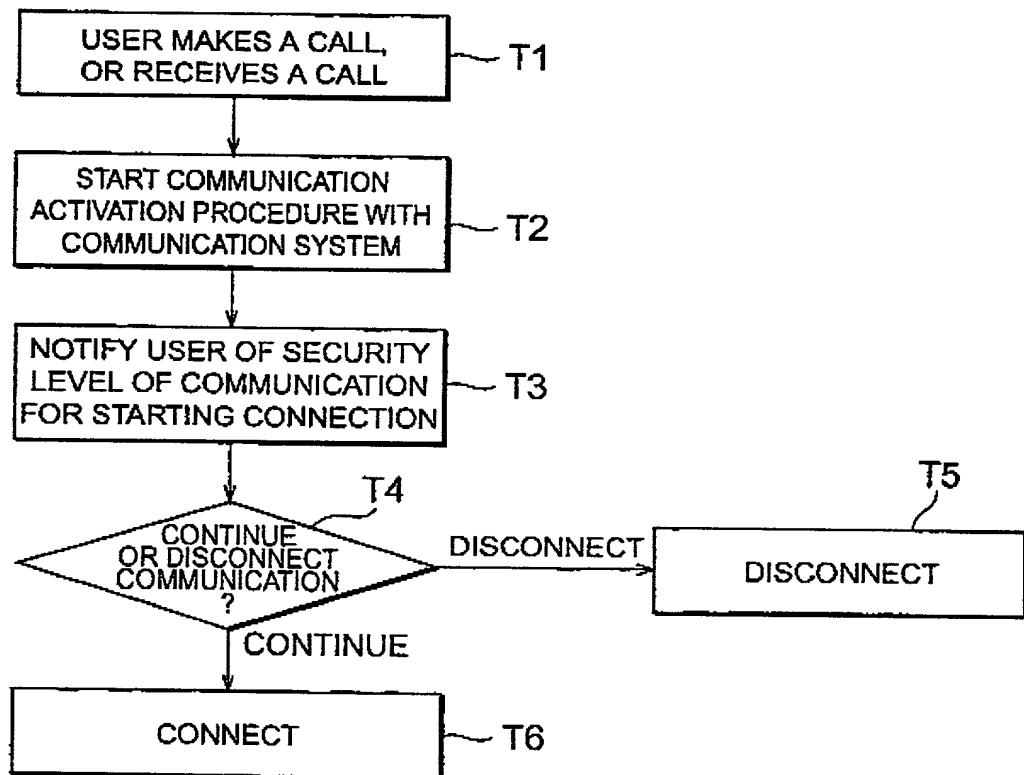 USER MAKES A CALL,
OR RECEIVES A CALL
T1
START COMMUNICATION
ACTIVATION PROCEDURE WITH
COMMUNICATION SYSTEM
T2
NOTIFY USER OF SECURITY
LEVEL OF COMMUNICATION
FOR STARTING CONNECTION
T3
T4
CONTINUE
OR DISCONNECT
COMMUNICATION
?
DISCONNECT
T5
DISCONNECT
CONTINUE
CONNECT
T6